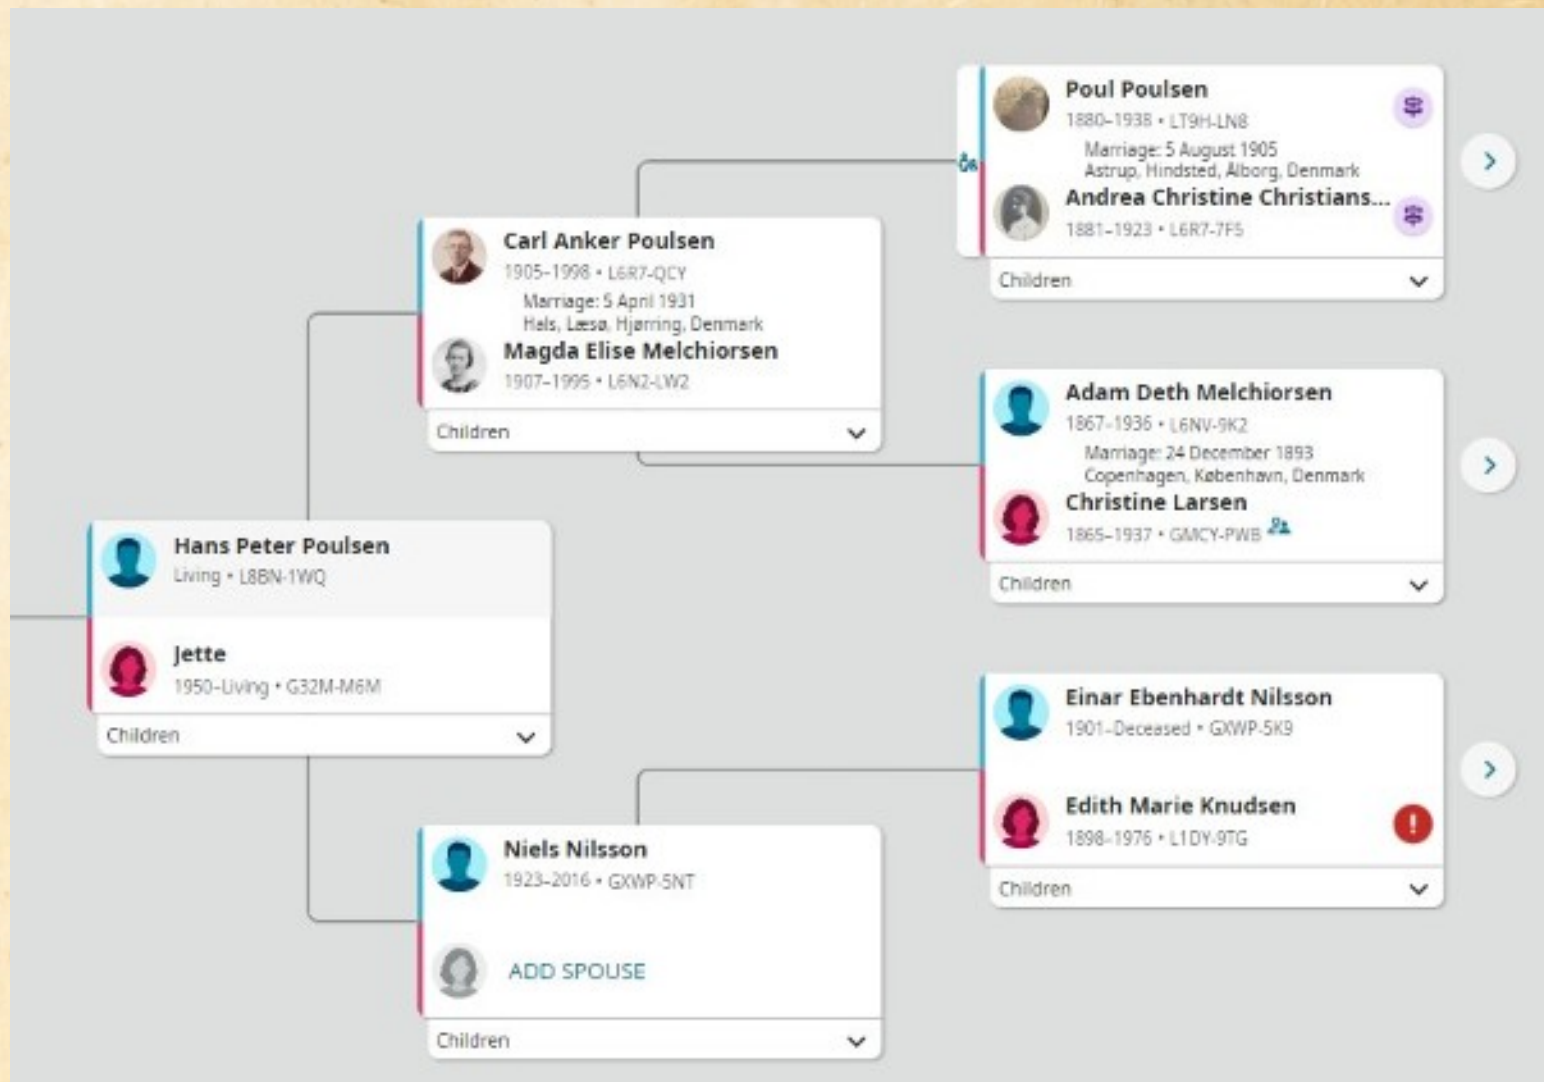 Poul Poulsen
1880–1938 • LT9H-LN8
Marriage: 5 August 1905
Astrup, Hindsted, Ålborg, Denmark
Andrea Christine Christians...
1881–1923 • L6R7-7F5
Children
Carl Anker Poulsen
1905–1998 • L6R7-QCY
Marriage: 5 April 1931
Hals, Læsø, Hjørring, Denmark
Magda Elise Melchiorsen
1907–1995 • L6N2-LW2
Children
Adam Deth Melchiorsen
1867–1936 • L6NV-9K2
Marriage: 24 December 1893
Copenhagen, København, Denmark
Christine Larsen
1865–1937 • GMCY-PWB
Children
Hans Peter Poulsen
Living • L8BN-1WQ
Jette
1950–Living • G32M-M6M
Children
Einar Ebenhardt Nilsson
1901–Deceased • GXWP-5K9
Edith Marie Knudsen
1898–1976 • L1DY-9TG
Children
Niels Nilsson
1923–2016 • GXWP-5NT
ADD SPOUSE
Children